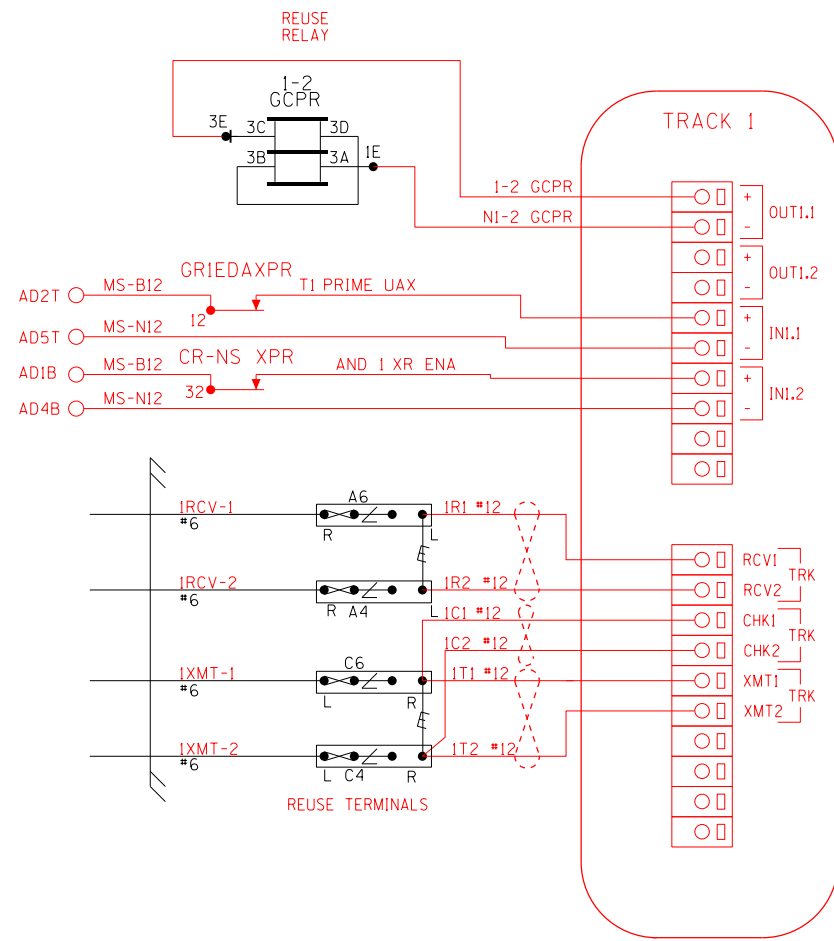 REUSE
RELAY
1-2
GCPR
3E
3C
3D
3B
3A
1E
TRACK 1
1-2 GCPR
N1-2 GCPR
+
-
OUT1.1
+
-
OUT1.2
GR1EDAXPR
AD2T
MS-B12
12
T1 PRIME UAX
+
-
IN1.1
AD5T
MS-N12
CR-NS XPR
AD1B
MS-B12
32
AND 1 XR ENA
+
-
IN1.2
AD4B
MS-N12
1RCV-1
#6
A6
R
L
1R1 #12
E
RCV1
TRK
1RCV-2
#6
R A4
L
1R2 #12
RCV2
1C1 #12
CHK1
TRK
1C2 #12
CHK2
1XMT-1
#6
C6
L
R
1T1 #12
E
XMT1
TRK
XMT2
1XMT-2
#6
L C4
R
1T2 #12
REUSE TERMINALS